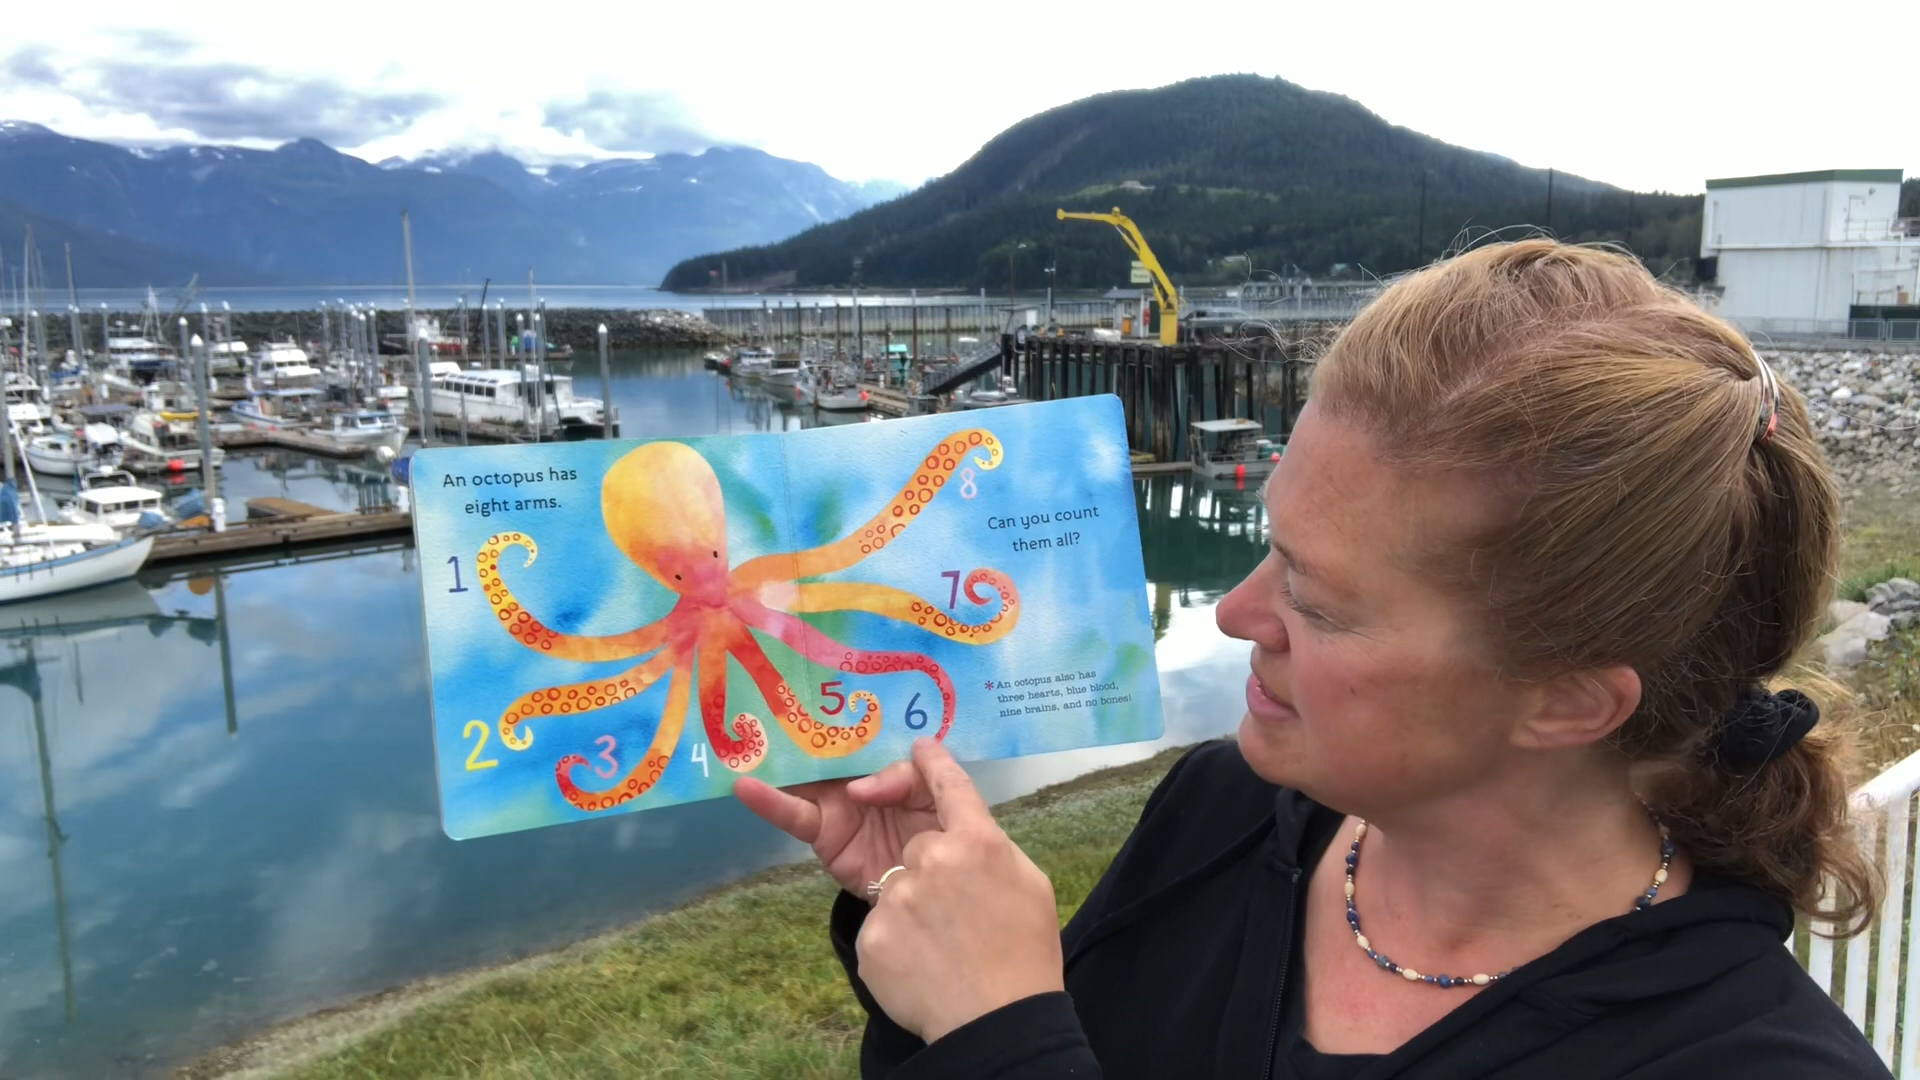 An octopus has
eight arms.
1
2
3
4
5
6
7
8
Can you count
them all?
*An octopus also has
three hearts, blue blood,
nine brains, and no bones!